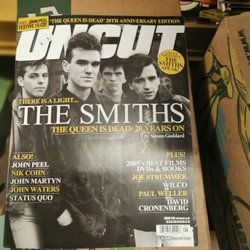 'THE QUEEN IS DEAD' 20TH ANNIVERSARY EDITION
UNCUT
THE SMITHS
THERE IS A LIGHT...
THE SMITHS
THE QUEEN IS DEAD: 20 YEARS ON
By Simon Goddard
ALSO!
JOHN PEEL
NIK COHN
JOHN MARTYN
JOHN WATERS
STATUS QUO
PLUS!
2005's BEST FILMS
DVDs & BOOKS
JOE STRUMMER
WILCO
PAUL WELLER
DAVID
CRONENBERG